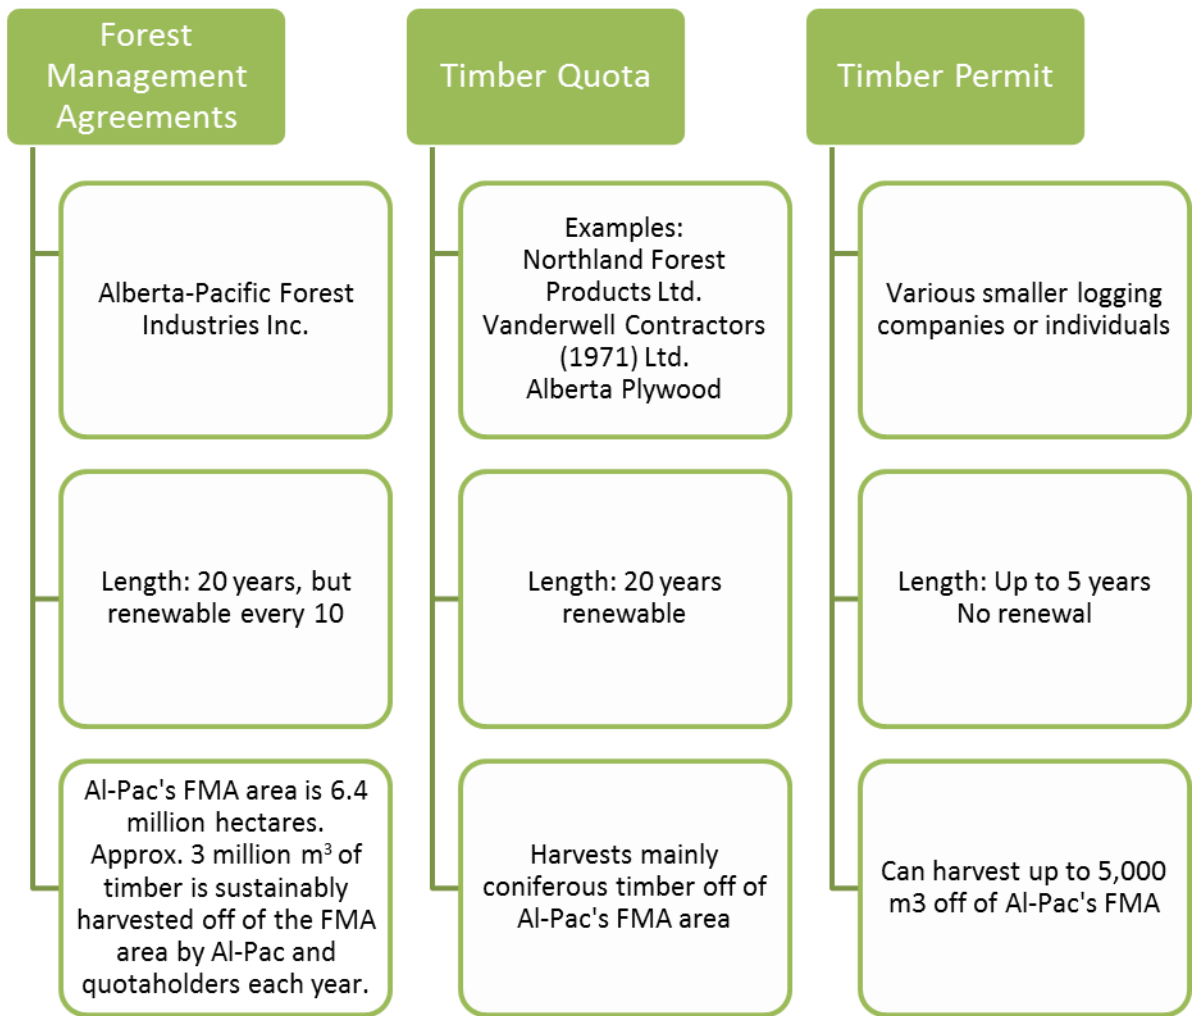 Forest
Management
Agreements
Alberta-Pacific Forest
Industries Inc.
Length: 20 years, but
renewable every 10
Al-Pac's FMA area is 6.4
million hectares.
Approx. 3 million m³ of
timber is sustainably
harvested off of the FMA
area by Al-Pac and
quotaholders each year.
Timber Quota
Examples:
Northland Forest
Products Ltd.
Vanderwell Contractors
(1971) Ltd.
Alberta Plywood
Length: 20 years
renewable
Harvests mainly
coniferous timber off of
Al-Pac's FMA area
Timber Permit
Various smaller logging
companies or individuals
Length: Up to 5 years
No renewal
Can harvest up to 5,000
m3 off of Al-Pac's FMA